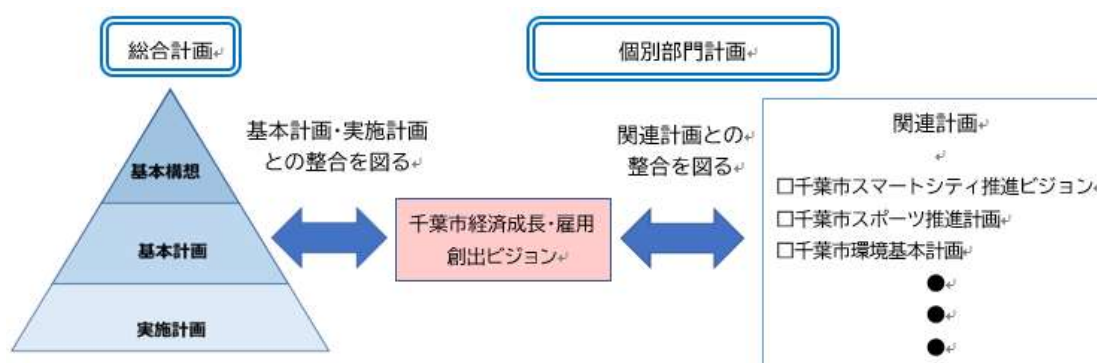 総合計画↵
個別部門計画↵
基本構想
基本計画
実施計画
基本計画・実施計画
との整合を図る↵
千葉市経済成長・雇用
創出ビジョン↵
関連計画との↵
整合を図る↵
関連計画↵
↵
□千葉市スマートシティ推進ビジョン↵
□千葉市スポーツ推進計画↵
□千葉市環境基本計画↵
●↵
●↵
●↵